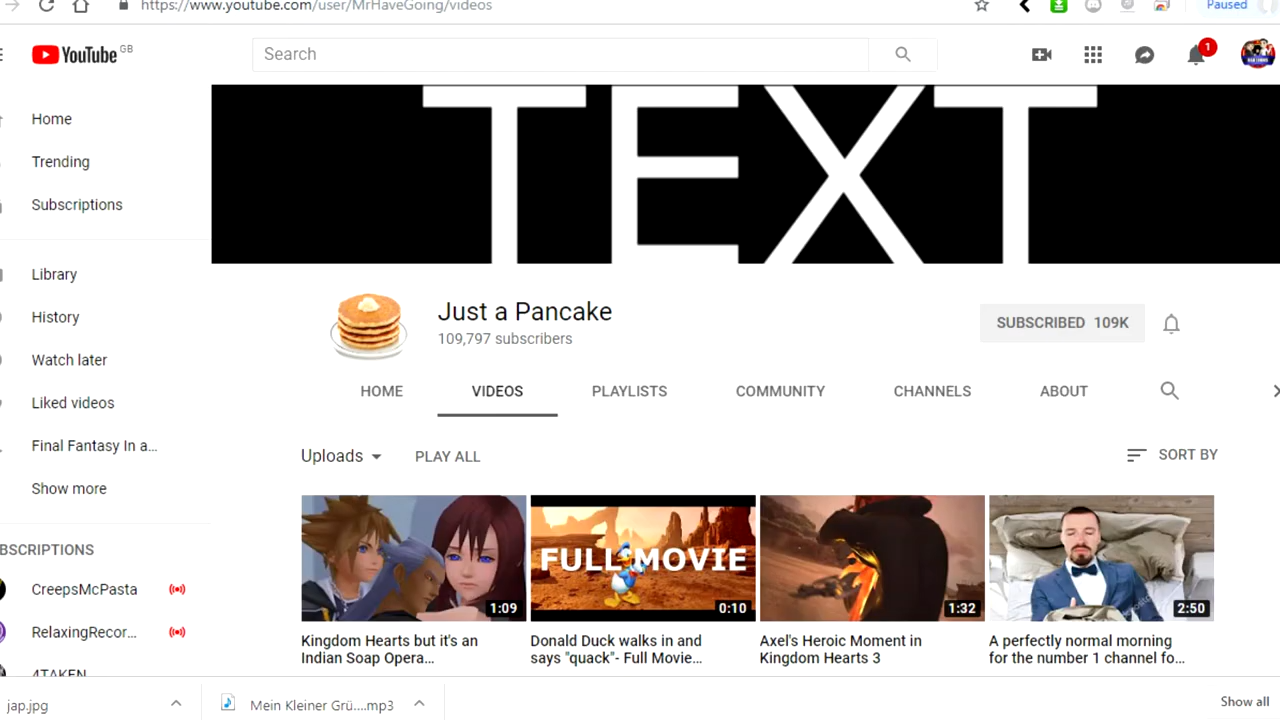 https://www.youtube.com/user/MrHaveGoing/videos
Paused
YouTube GB
Search
1
TEXT
Home
Trending
Subscriptions
Library
History
Watch later
Liked videos
Final Fantasy In a...
Show more
BSCRIPTIONS
CreepsMcPasta
RelaxingRecor...
4TAKEN
Just a Pancake
109,797 subscribers
SUBSCRIBED 109K
HOME VIDEOS PLAYLISTS COMMUNITY CHANNELS ABOUT
Uploads PLAY ALL SORT BY
1:09
FULL MOVIE
0:10
1:32
2:50
Kingdom Hearts but it's an
Indian Soap Opera...
Donald Duck walks in and
says "quack"- Full Movie...
Axel's Heroic Moment in
Kingdom Hearts 3
A perfectly normal morning
for the number 1 channel fo...
jap.jpg
Mein Kleiner Grü....mp3
Show all